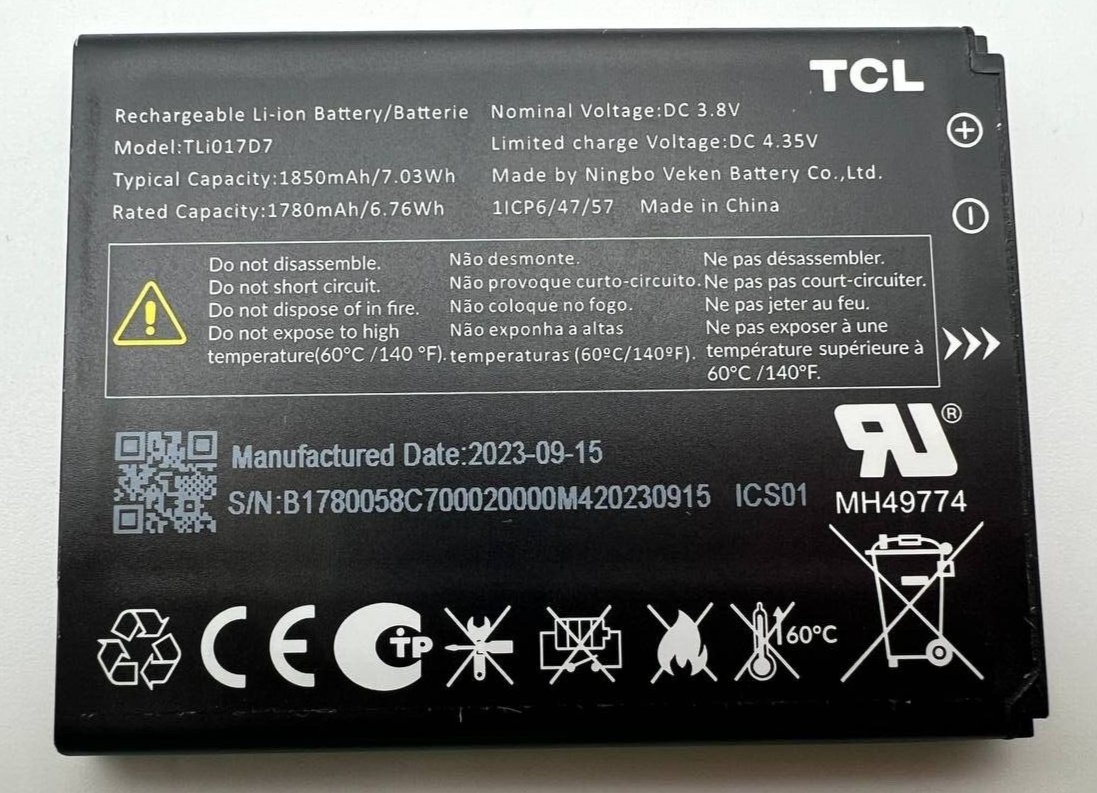 TCL
Rechargeable Li-ion Battery/Batterie
Model:TLi017D7
Typical Capacity:1850mAh/7.03Wh
Rated Capacity:1780mAh/6.76Wh
Nominal Voltage:DC 3.8V
Limited charge Voltage:DC 4.35V
Made by Ningbo Veken Battery Co.,Ltd.
1ICP6/47/57 Made in China
Do not disassemble.
Do not short circuit.
Do not dispose of in fire.
Do not expose to high
temperature(60°C /140 °F).
Não desmonte.
Não provoque curto-circuito.
Não coloque no fogo.
Não exponha a altas
temperaturas (60ºC/140ºF).
Ne pas désassembler.
Ne pas pas court-circuiter.
Ne pas jeter au feu.
Ne pas exposer à une
température supérieure à
60°C /140°F.
Manufactured Date:2023-09-15
S/N:B1780058C700020000M420230915 ICS01
RU®
MH49774
CE
60°C